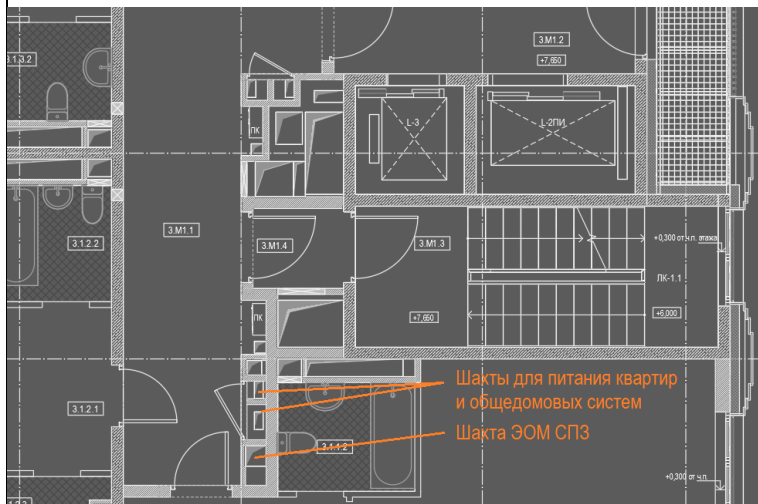 3.1.3.2
3.М1.2
+7,650
ПК
L-3
L-2ПИ
3.1.2.2
3.М1.1
3.М1.4
3.М1.3
+0,300 от ч.п. этажа
ЛК-1.1
ПК
+7,650
+6,000
Шахты для питания квартир
и общедомовых систем
3.1.2.1
Шахта ЭОМ СПЗ
3.1.1.2
+0,300 от ч.п.